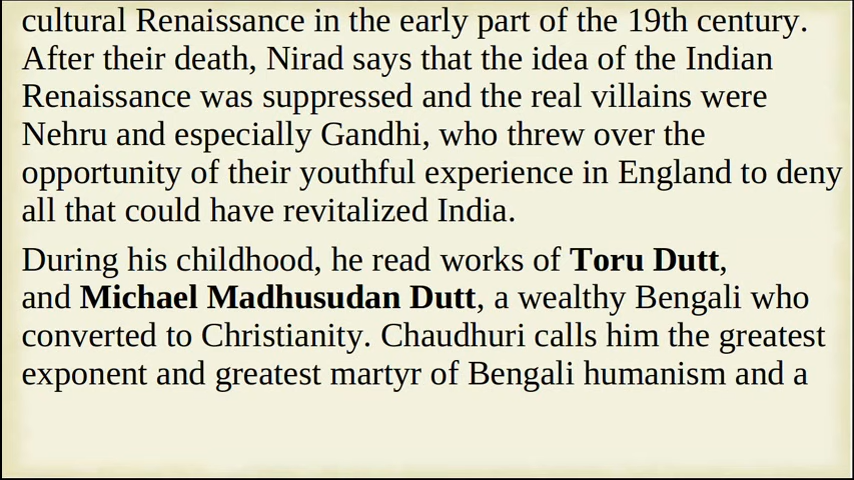 cultural Renaissance in the early part of the 19th century.
After their death, Nirad says that the idea of the Indian
Renaissance was suppressed and the real villains were
Nehru and especially Gandhi, who threw over the
opportunity of their youthful experience in England to deny
all that could have revitalized India.
During his childhood, he read works of Toru Dutt,
and Michael Madhusudan Dutt, a wealthy Bengali who
converted to Christianity. Chaudhuri calls him the greatest
exponent and greatest martyr of Bengali humanism and a